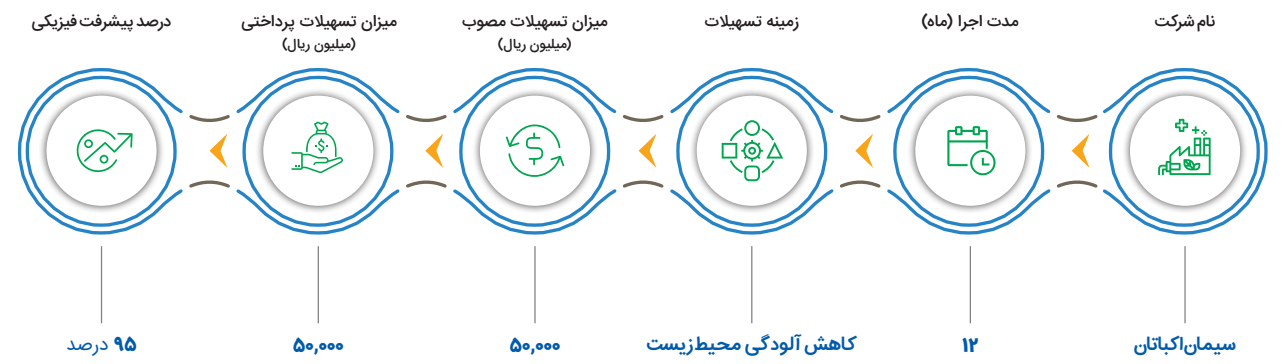 نام شرکت
مدت اجرا (ماه)
زمینه تسهیلات
میزان تسهیلات مصوب
(میلیون ریال)
میزان تسهیلات پرداختی
(میلیون ریال)
درصد پیشرفت فیزیکی
سیمان اکباتان
۱۲
کاهش آلودگی محیط زیست
۵۰,۰۰۰
۵۰,۰۰۰
۹۵ درصد